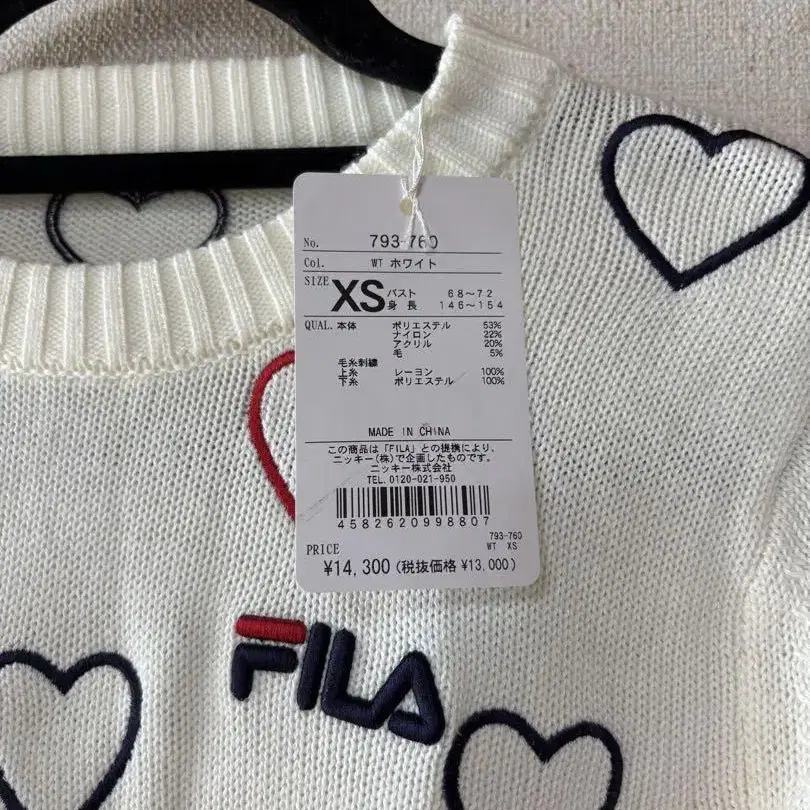 No. 793-760
Col. WT ホワイト
SIZE XS バスト 68～72
身長 146～154
QUAL. 本体 ポリエステル 53%
ナイロン 22%
アクリル 20%
毛 5%
毛糸刺繍
上糸 レーヨン 100%
下糸 ポリエステル 100%
MADE IN CHINA
この商品は「FILA」との提携により、
ニッキー(株)で企画したものです。
ニッキー株式会社
TEL. 0120-021-950
4582620998807
793-760
WT XS
PRICE
¥14,300 (税抜価格 ¥13,000)
FILA